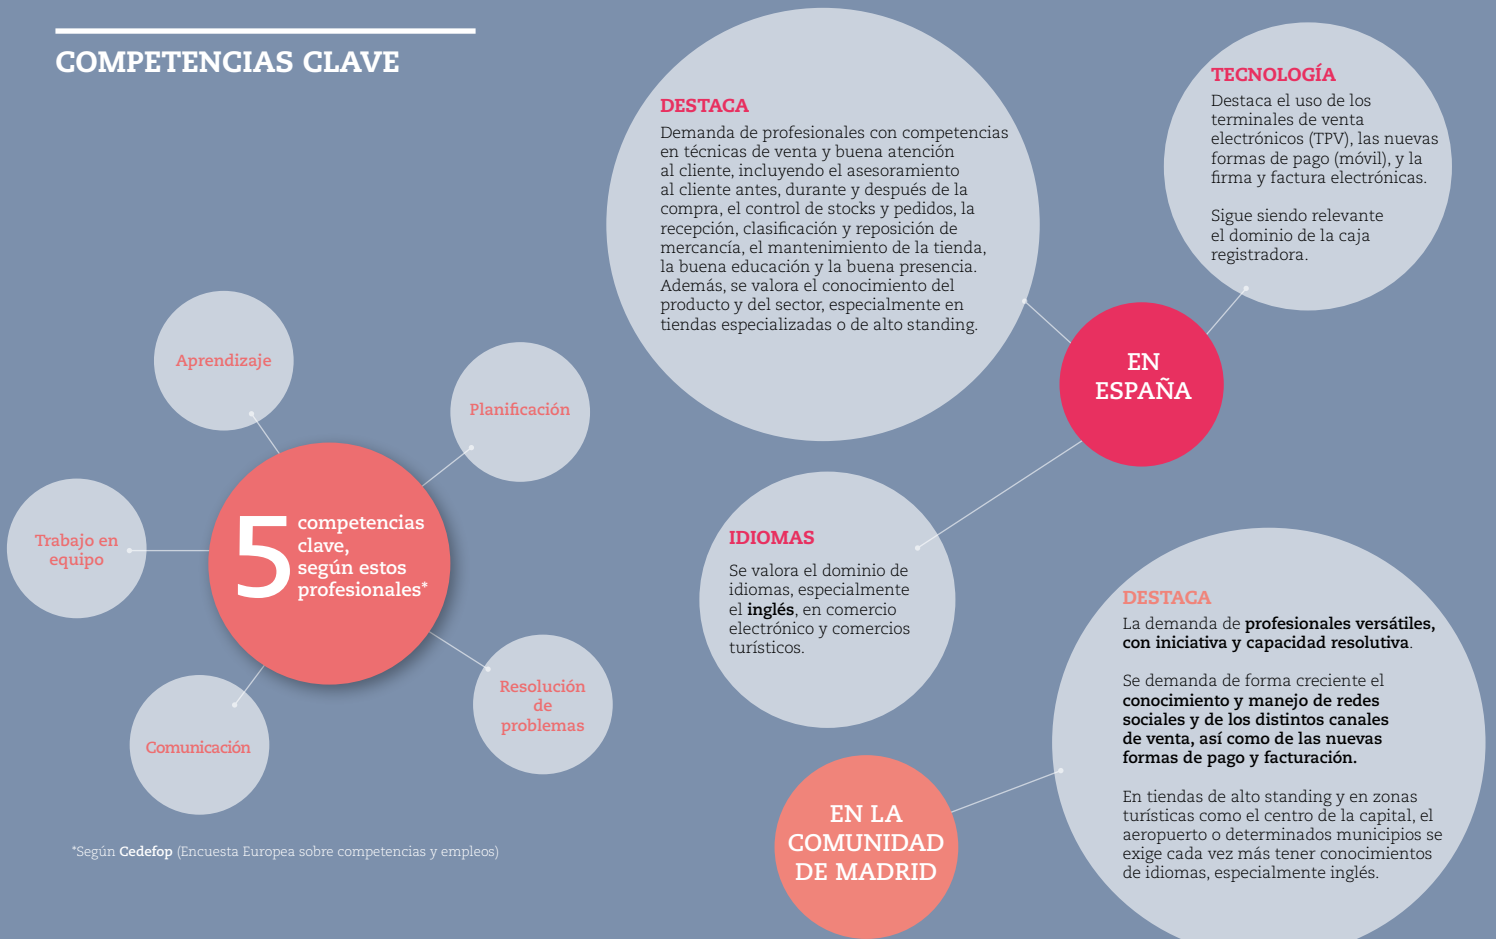 COMPETENCIAS CLAVE
Aprendizaje
Planificación
Trabajo en
equipo
5
competencias
clave,
según estos
profesionales*
Resolución
de
problemas
Comunicación
*Según Cedefop (Encuesta Europea sobre competencias y empleos)
DESTACA
Demanda de profesionales con competencias
en técnicas de venta y buena atención
al cliente, incluyendo el asesoramiento
al cliente antes, durante y después de la
compra, el control de stocks y pedidos, la
recepción, clasificación y reposición de
mercancía, el mantenimiento de la tienda,
la buena educación y la buena presencia.
Además, se valora el conocimiento del
producto y del sector, especialmente en
tiendas especializadas o de alto standing.
TECNOLOGÍA
Destaca el uso de los
terminales de venta
electrónicos (TPV), las nuevas
formas de pago (móvil), y la
firma y factura electrónicas.
Sigue siendo relevante
el dominio de la caja
registradora.
EN
ESPAÑA
IDIOMAS
Se valora el dominio de
idiomas, especialmente
el inglés, en comercio
electrónico y comercios
turísticos.
EN LA
COMUNIDAD
DE MADRID
DESTACA
La demanda de profesionales versátiles,
con iniciativa y capacidad resolutiva.
Se demanda de forma creciente el
conocimiento y manejo de redes
sociales y de los distintos canales
de venta, así como de las nuevas
formas de pago y facturación.
En tiendas de alto standing y en zonas
turísticas como el centro de la capital, el
aeropuerto o determinados municipios se
exige cada vez más tener conocimientos
de idiomas, especialmente inglés.